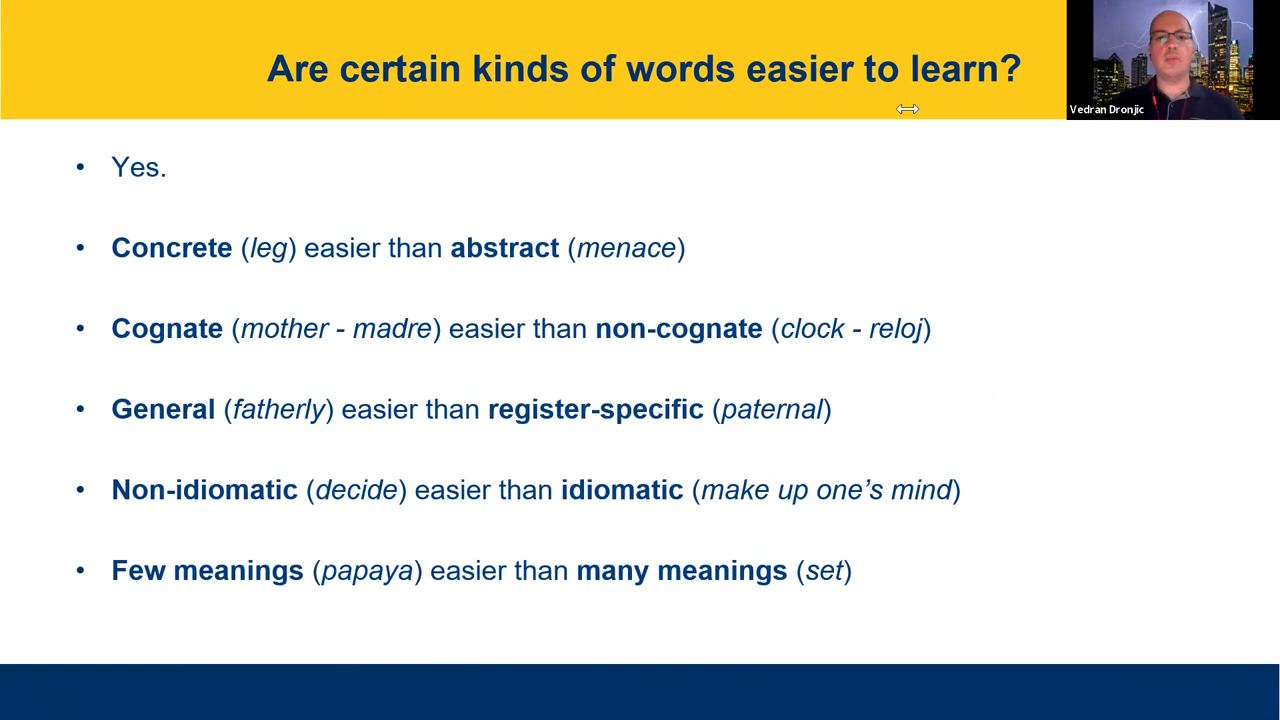 Are certain kinds of words easier to learn?
Vedran Dronjic
• Yes.
• Concrete (leg) easier than abstract (menace)
• Cognate (mother - madre) easier than non-cognate (clock - reloj)
• General (fatherly) easier than register-specific (paternal)
• Non-idiomatic (decide) easier than idiomatic (make up one’s mind)
• Few meanings (papaya) easier than many meanings (set)